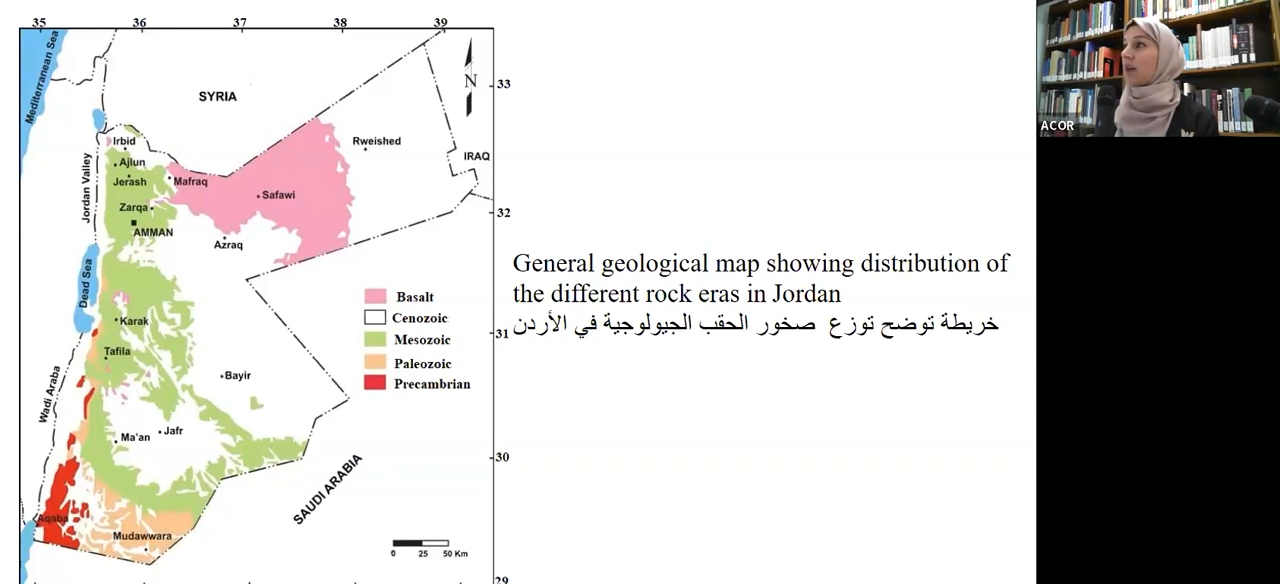 35 36 37 38 39
Mediterranean Sea
N
33
SYRIA
Irbid
Rweished
IRAQ
Ajlun
Jordan Valley
Jerash
Mafraq
Safawi
Zarqa
32
AMMAN
Azraq
Dead Sea
Basalt
Cenozoic
Karak
31
Mesozoic
Tafila
Paleozoic
Bayir
Precambrian
Wadi Araba
Jafr
Ma'an
30
SAUDI ARABIA
Aqaba
Mudawwara
0 25 50 Km
29
General geological map showing distribution of
the different rock eras in Jordan
خريطة توضح توزع صخور الحقب الجيولوجية في الأردن
ACOR